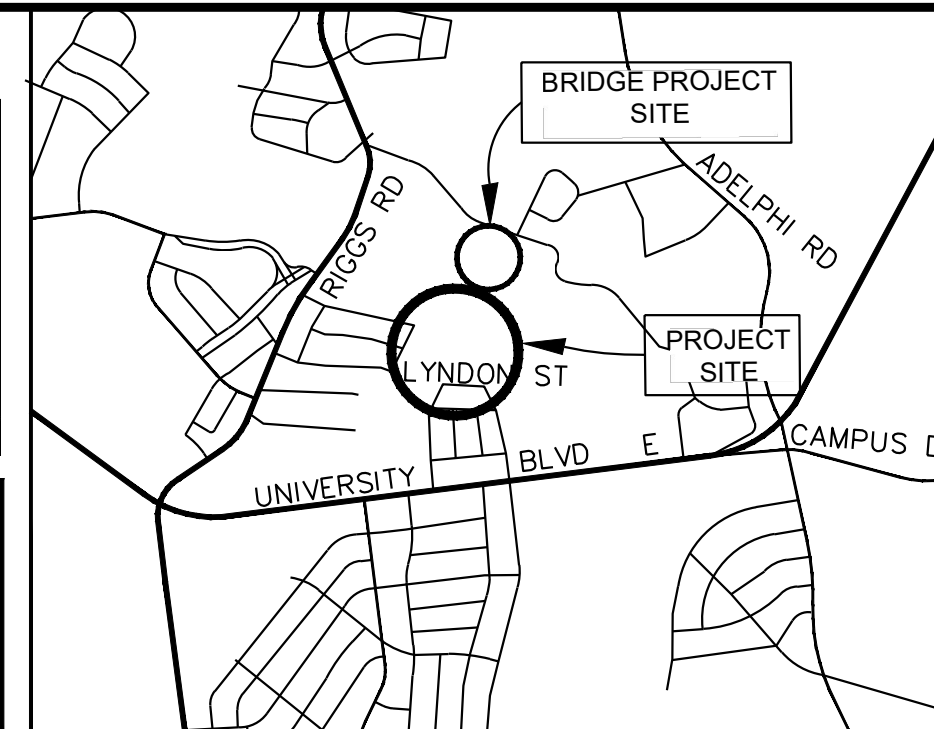 BRIDGE PROJECT
SITE
ADELPHI RD
RIGGS RD
PROJECT
SITE
LYNDON ST
UNIVERSITY BLVD E
CAMPUS D